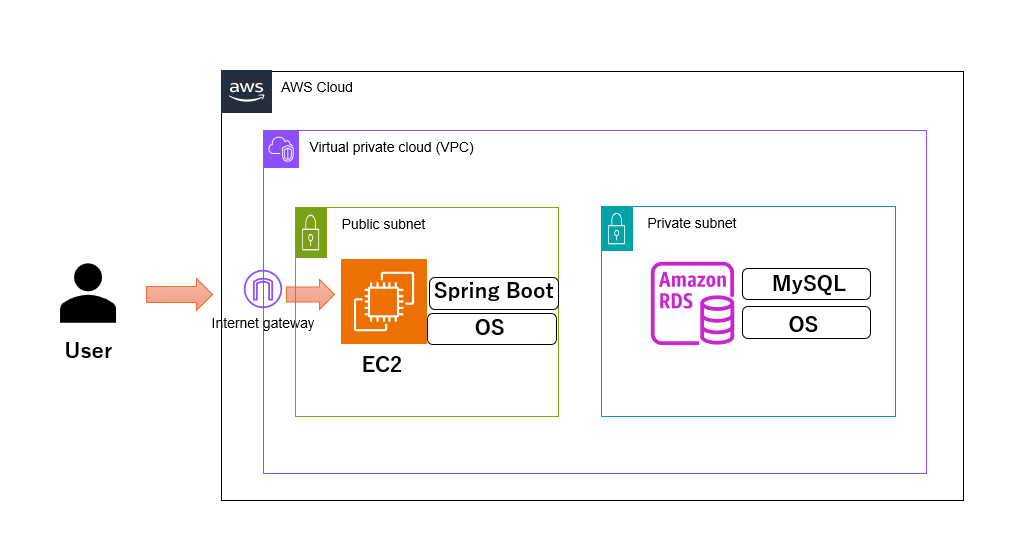 aws
AWS Cloud
Virtual private cloud (VPC)
Public subnet
Private subnet
Internet gateway
User
EC2
Spring Boot
OS
Amazon
RDS
MySQL
OS